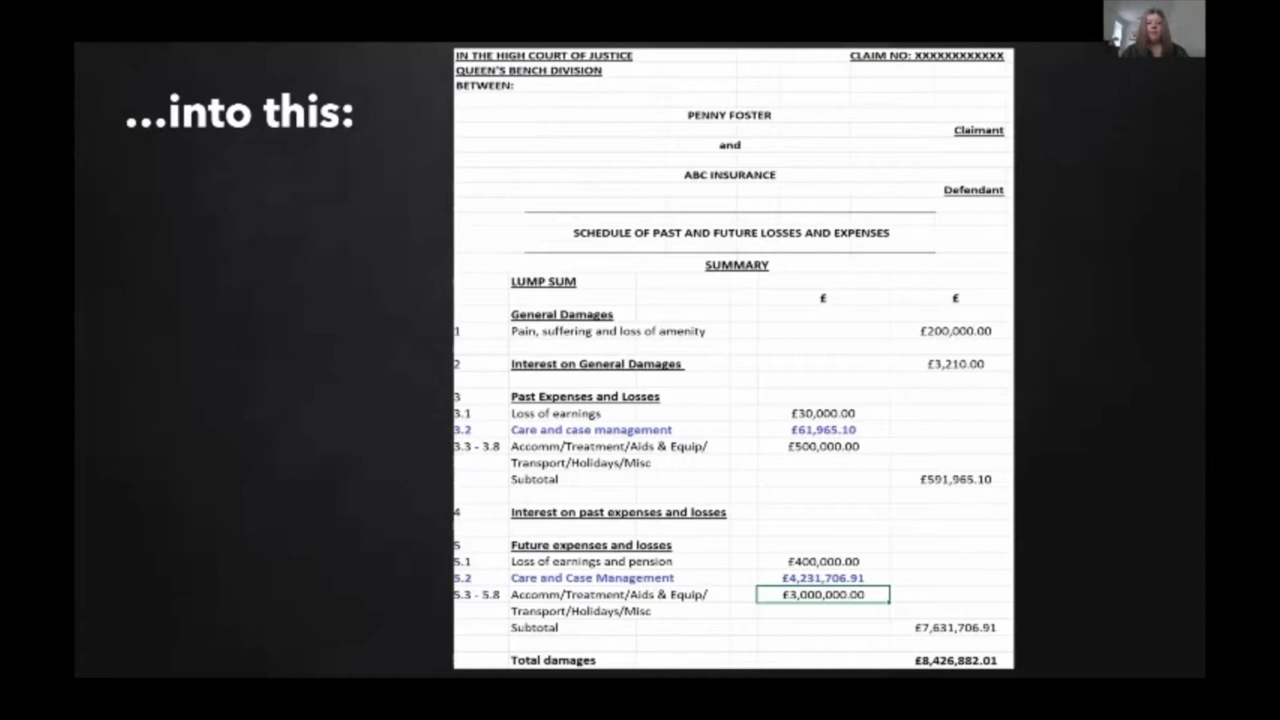 ...into this:
IN THE HIGH COURT OF JUSTICE CLAIM NO: XXXXXXXXXXXX
QUEEN'S BENCH DIVISION
BETWEEN:
PENNY FOSTER
Claimant
and
ABC INSURANCE
Defendant
SCHEDULE OF PAST AND FUTURE LOSSES AND EXPENSES
SUMMARY
LUMP SUM
£ £
General Damages
1 Pain, suffering and loss of amenity £200,000.00
2 Interest on General Damages £3,210.00
3 Past Expenses and Losses
3.1 Loss of earnings £30,000.00
3.2 Care and case management £61,965.10
3.3 - 3.8 Accomm/Treatment/Aids & Equip/ £500,000.00
Transport/Holidays/Misc
Subtotal £591,965.10
4 Interest on past expenses and losses
5 Future expenses and losses
5.1 Loss of earnings and pension £400,000.00
5.2 Care and Case Management £4,231,706.91
5.3 - 5.8 Accomm/Treatment/Aids & Equip/ £3,000,000.00
Transport/Holidays/Misc
Subtotal £7,631,706.91
Total damages £8,426,882.01